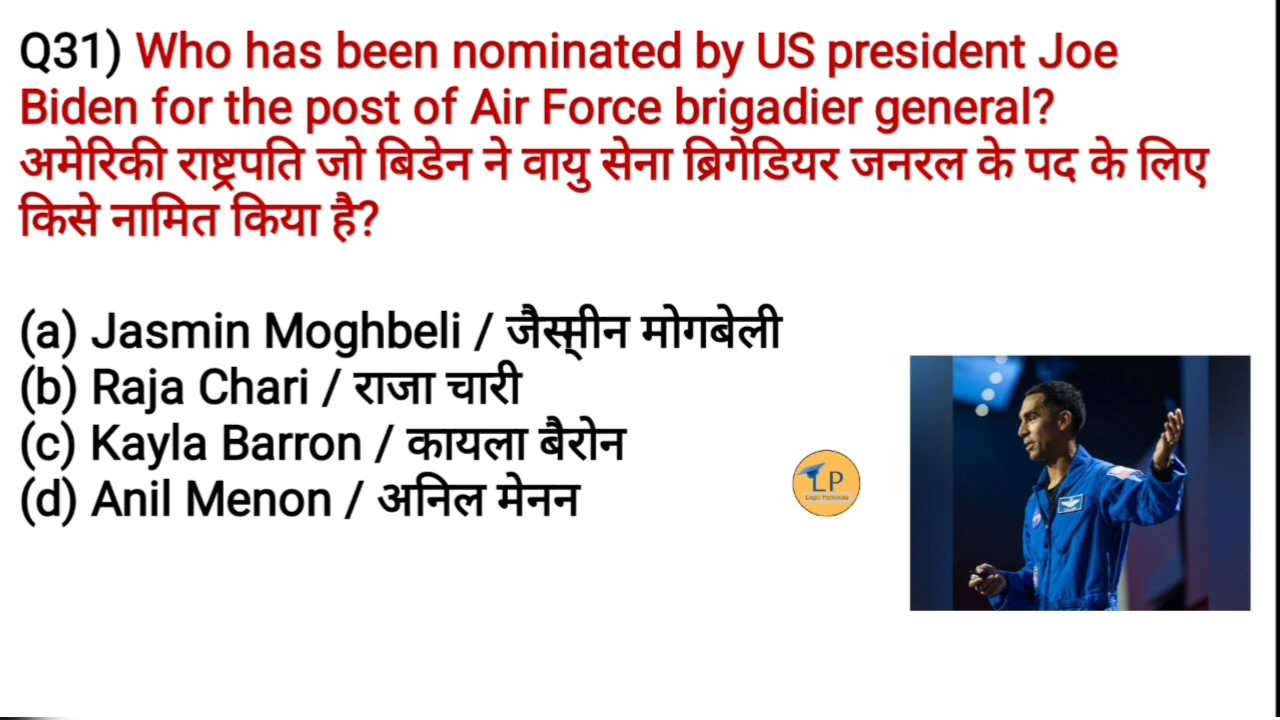 Q31) Who has been nominated by US president Joe
Biden for the post of Air Force brigadier general?
अमेरिकी राष्ट्रपति जो बिडेन ने वायु सेना ब्रिगेडियर जनरल के पद के लिए
किसे नामित किया है?
(a) Jasmin Moghbeli / जैस्मीन मोगबेली
(b) Raja Chari / राजा चारी
(c) Kayla Barron / कायला बैरोन
(d) Anil Menon / अनिल मेनन
LP